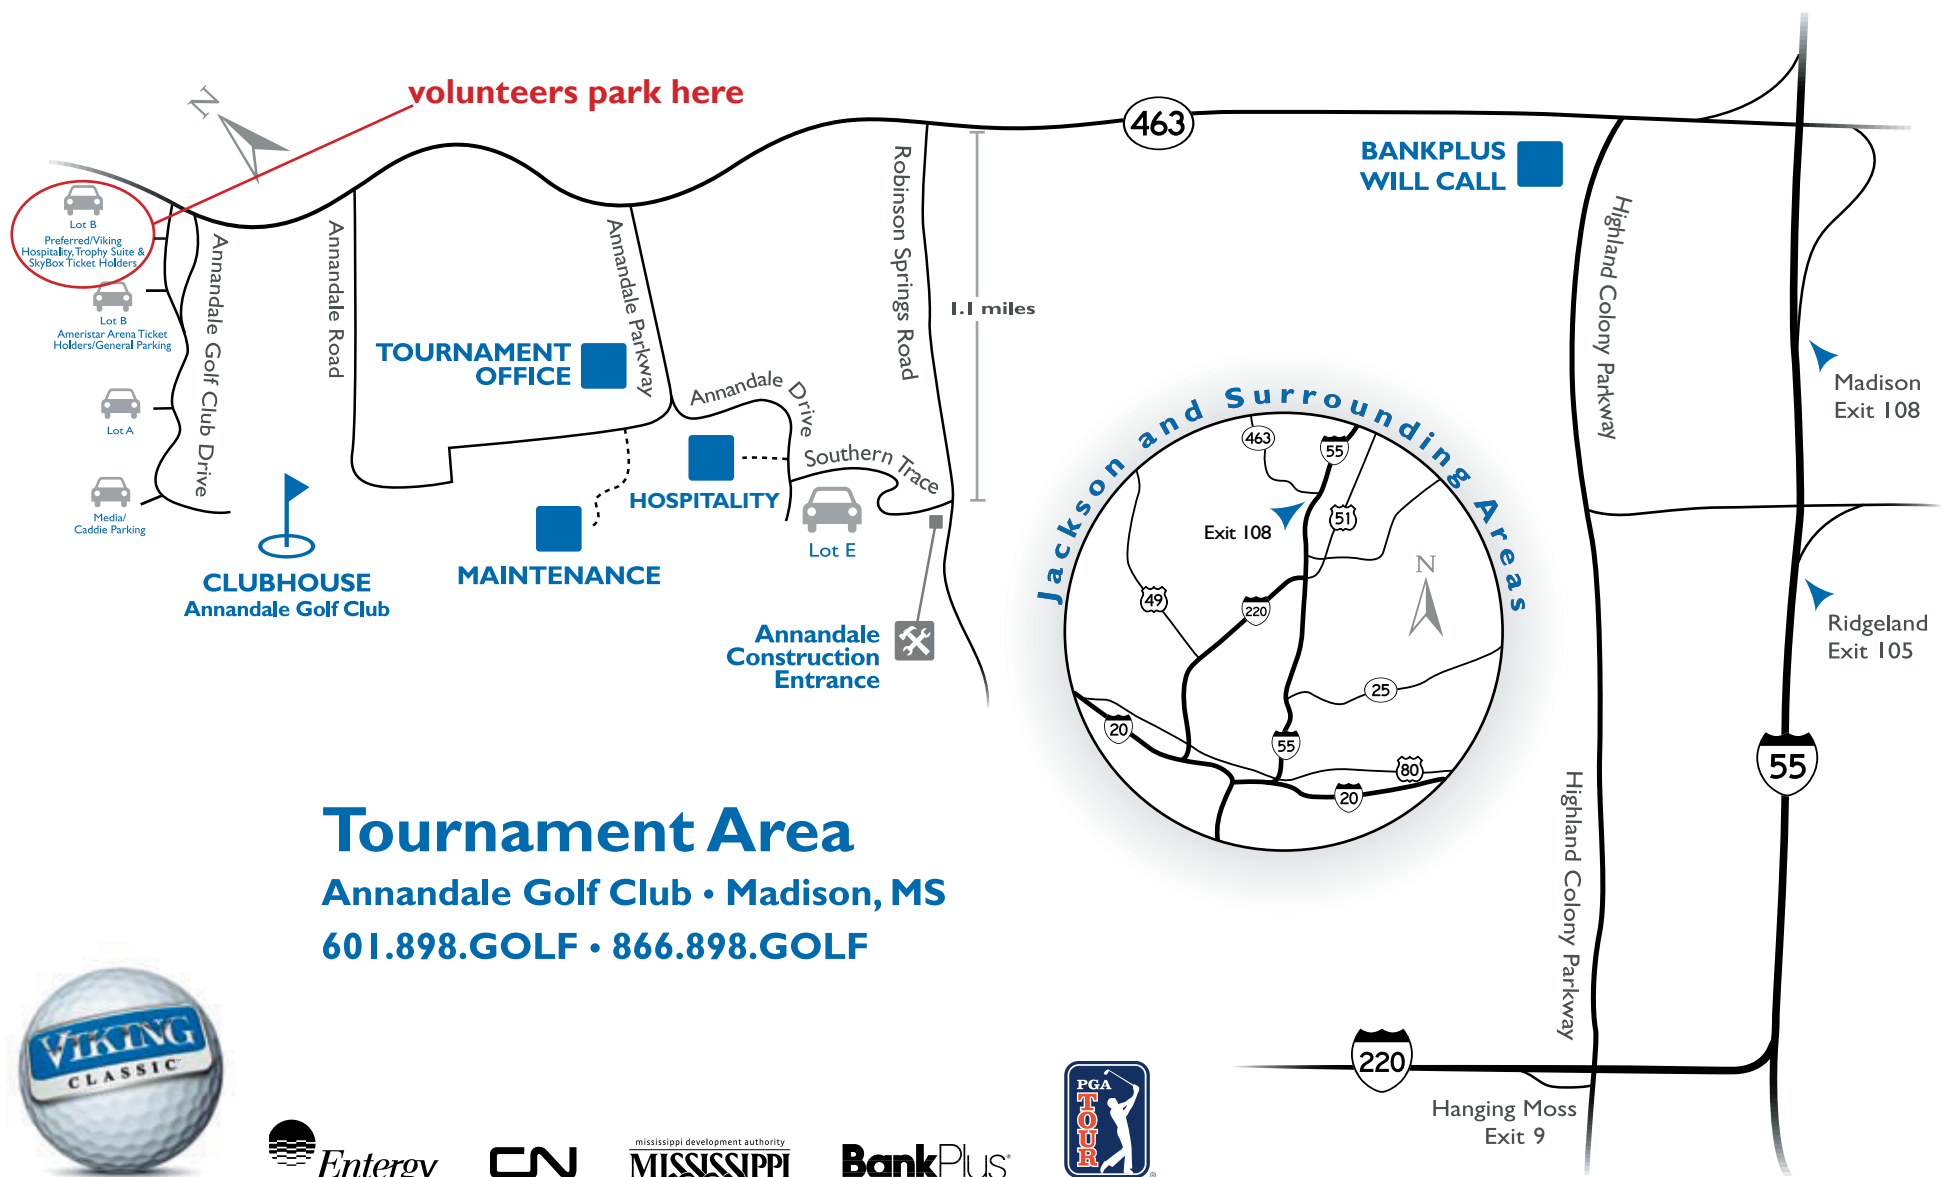 volunteers park here
N
463
BANKPLUS
WILL CALL
Lot B
Preferred/Viking
Hospitality, Trophy Suite &
SkyBox Ticket Holders
Lot B
Ameristar Arena Ticket
Holders/General Parking
Lot A
Media/
Caddie Parking
Annandale Golf Club Drive
Annandale Road
Annandale Parkway
Robinson Springs Road
1.1 miles
Highland Colony Parkway
TOURNAMENT
OFFICE
Annandale Drive
Southern Trace
HOSPITALITY
Lot E
MAINTENANCE
CLUBHOUSE
Annandale Golf Club
Annandale
Construction
Entrance
Madison
Exit 108
Ridgeland
Exit 105
Jackson and Surrounding Areas
463
55
51
Exit 108
N
49
220
25
20
55
80
20
55
Highland Colony Parkway
220
Hanging Moss
Exit 9
Tournament Area
Annandale Golf Club • Madison, MS
601.898.GOLF • 866.898.GOLF
VIKING
CLASSIC™
Entergy
CN
mississippi development authority
MISSISSIPPI
BankPlus®
PGA
TOUR
®